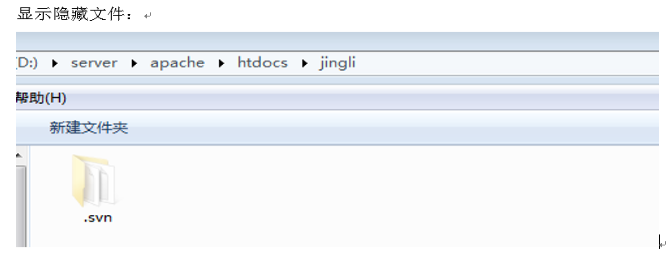 显示隐藏文件：
(D:) ▸ server ▸ apache ▸ htdocs ▸ jingli
帮助(H)
新建文件夹
.svn